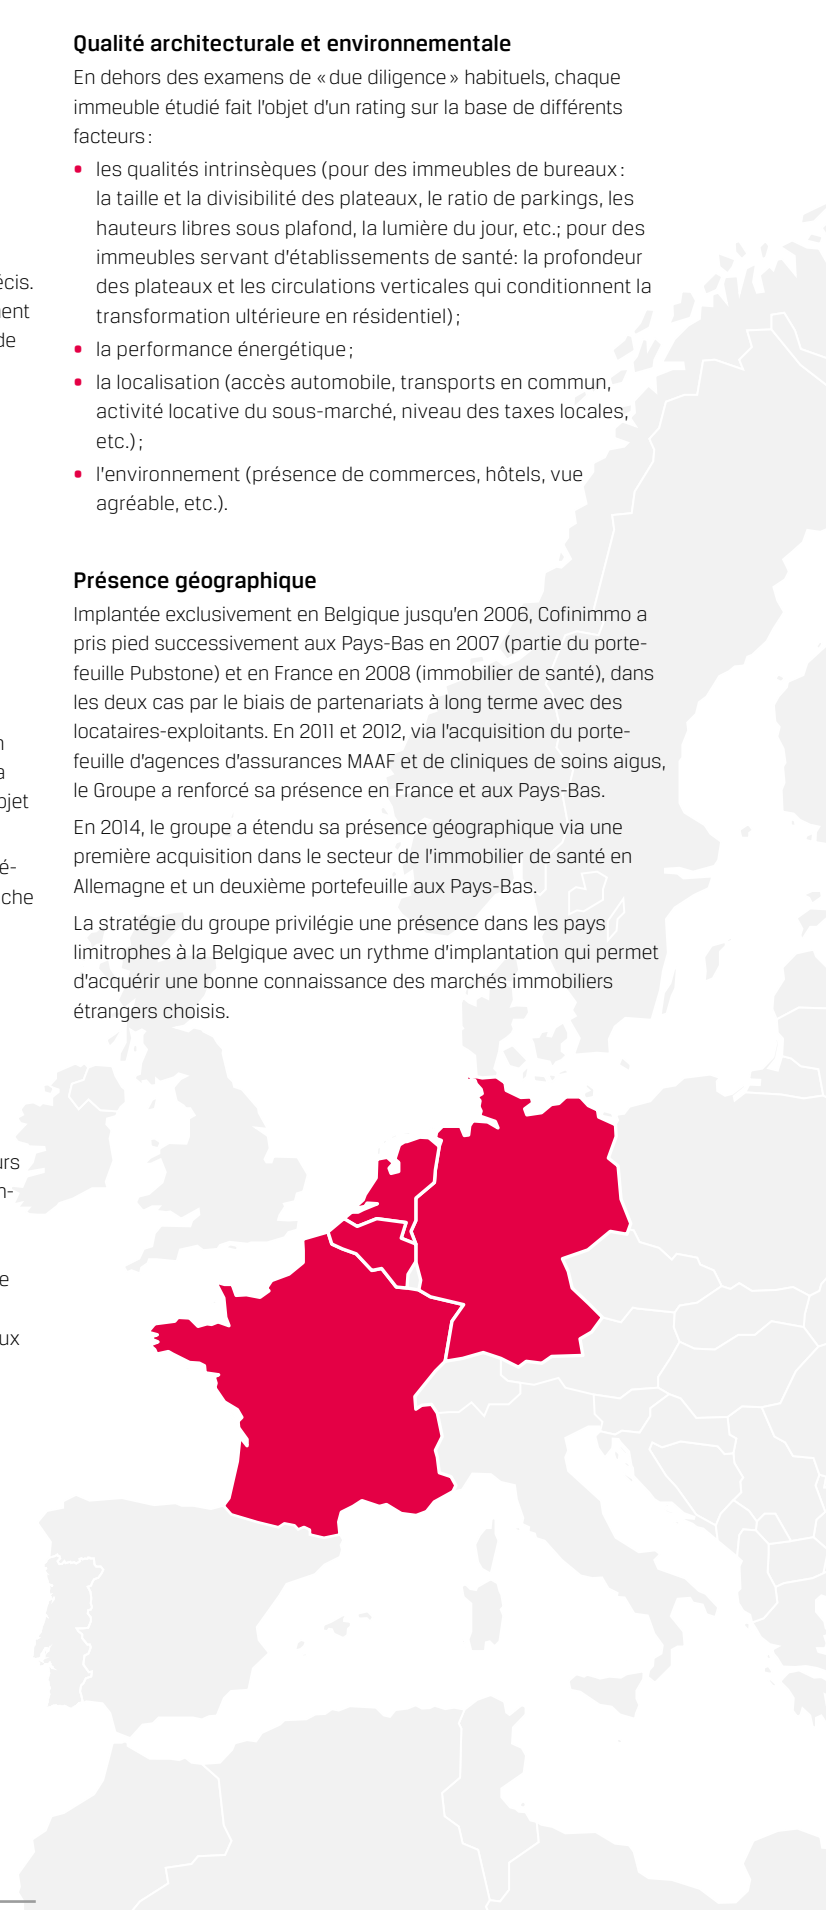 Qualité architecturale et environnementale
En dehors des examens de « due diligence » habituels, chaque
immeuble étudié fait l'objet d'un rating sur la base de différents
facteurs :
• les qualités intrinsèques (pour des immeubles de bureaux :
la taille et la divisibilité des plateaux, le ratio de parkings, les
hauteurs libres sous plafond, la lumière du jour, etc.; pour des
immeubles servant d'établissements de santé: la profondeur
des plateaux et les circulations verticales qui conditionnent la
transformation ultérieure en résidentiel) ;
• la performance énergétique ;
• la localisation (accès automobile, transports en commun,
activité locative du sous-marché, niveau des taxes locales,
etc.) ;
• l'environnement (présence de commerces, hôtels, vue
agréable, etc.).
Présence géographique
Implantée exclusivement en Belgique jusqu'en 2006, Cofinimmo a
pris pied successivement aux Pays-Bas en 2007 (partie du porte-
feuille Pubstone) et en France en 2008 (immobilier de santé), dans
les deux cas par le biais de partenariats à long terme avec des
locataires-exploitants. En 2011 et 2012, via l'acquisition du porte-
feuille d'agences d'assurances MAAF et de cliniques de soins aigus,
le Groupe a renforcé sa présence en France et aux Pays-Bas.
En 2014, le groupe a étendu sa présence géographique via une
première acquisition dans le secteur de l'immobilier de santé en
Allemagne et un deuxième portefeuille aux Pays-Bas.
La stratégie du groupe privilégie une présence dans les pays
limitrophes à la Belgique avec un rythme d'implantation qui permet
d'acquérir une bonne connaissance des marchés immobiliers
étrangers choisis.